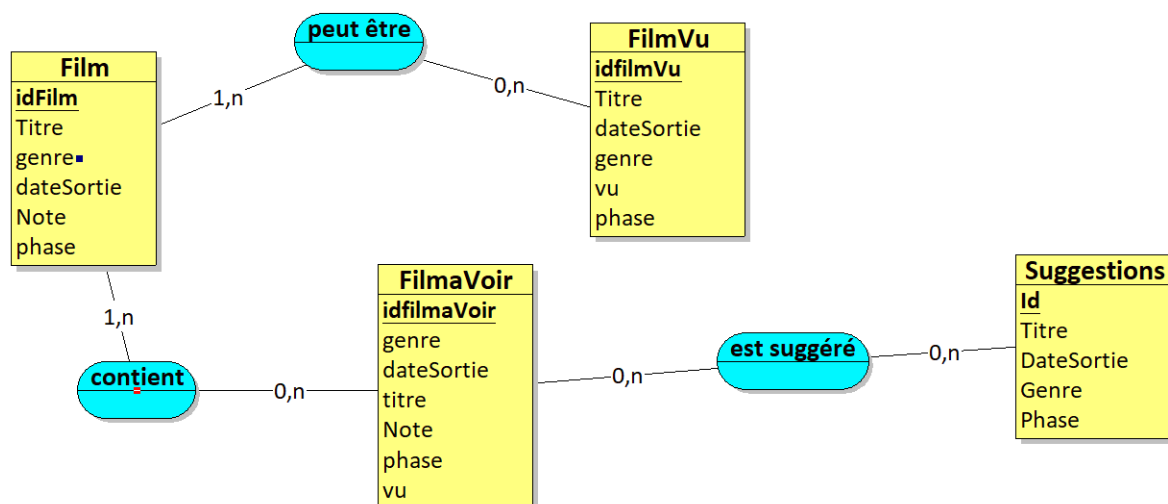 peut être
Film
idFilm
Titre
genre
dateSortie
Note
phase
1,n
0,n
FilmVu
idfilmVu
Titre
dateSortie
genre
vu
phase
1,n
contient
0,n
FilmaVoir
idfilmaVoir
genre
dateSortie
titre
Note
phase
vu
0,n
est suggéré
0,n
Suggestions
Id
Titre
DateSortie
Genre
Phase